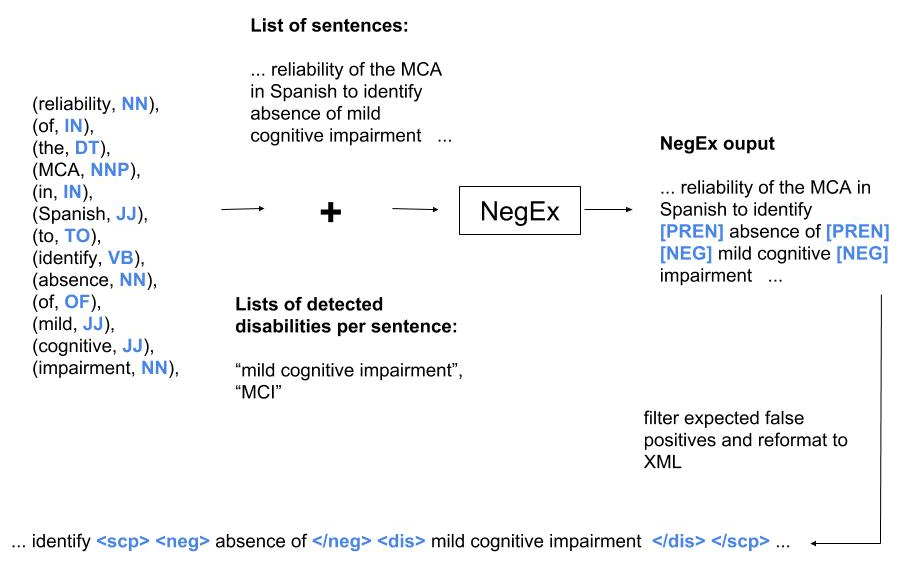 (reliability, NN),
(of, IN),
(the, DT),
(MCA, NNP),
(in, IN),
(Spanish, JJ),
(to, TO),
(identify, VB),
(absence, NN),
(of, OF),
(mild, JJ),
(cognitive, JJ),
(impairment, NN),
List of sentences:
... reliability of the MCA
in Spanish to identify
absence of mild
cognitive impairment ...
+
Lists of detected
disabilities per sentence:
“mild cognitive impairment”,
“MCI”
NegEx
NegEx ouput
... reliability of the MCA in
Spanish to identify
[PREN] absence of [PREN]
[NEG] mild cognitive [NEG]
impairment ...
filter expected false
positives and reformat to
XML
... identify <scp> <neg> absence of </neg> <dis> mild cognitive impairment </dis> </scp> ...